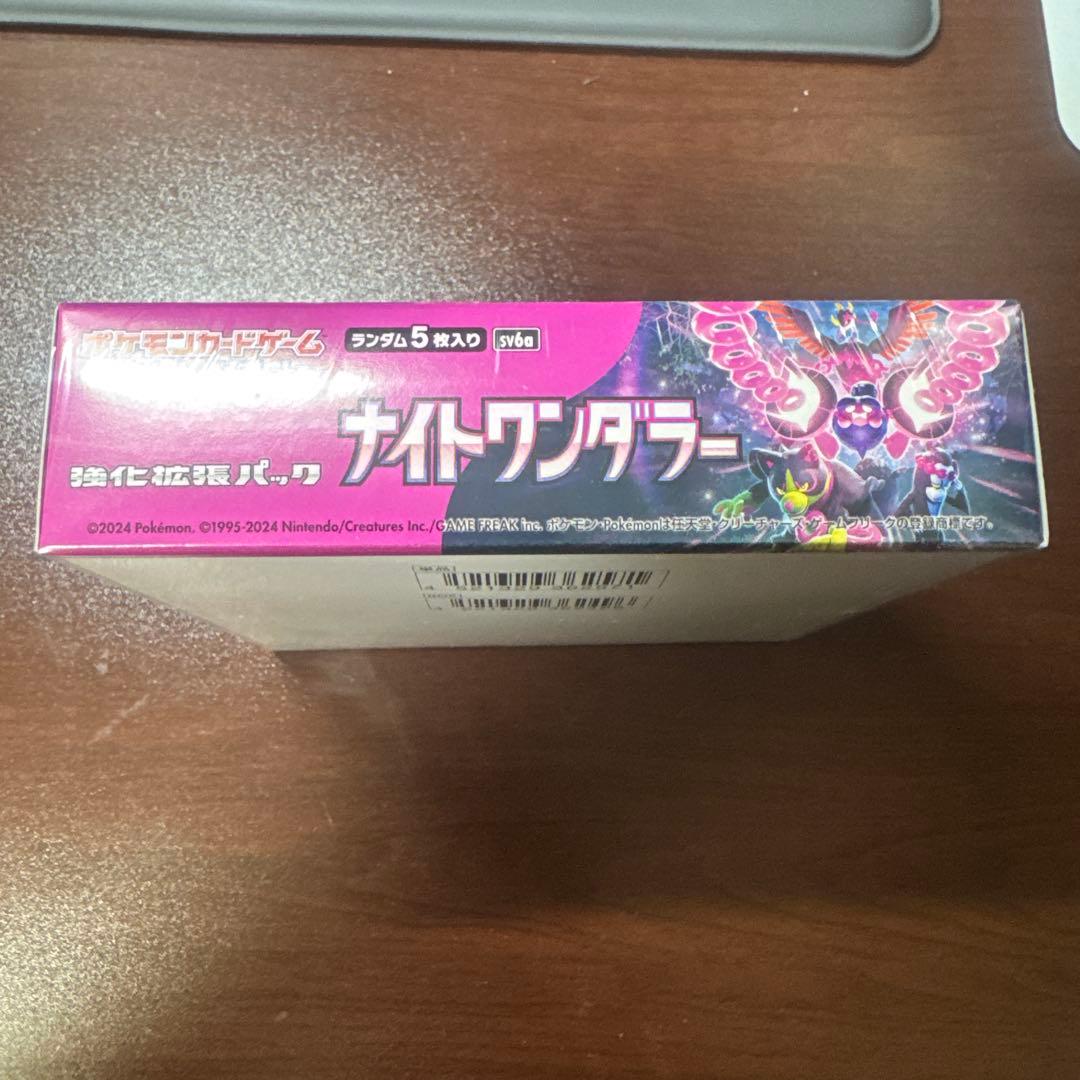 ポケモンカードゲーム
ランダム5枚入り sv6a
強化拡張パック
ナイトワンダラー
©2024 Pokémon. ©1995-2024 Nintendo/Creatures Inc./GAME FREAK inc. ポケモン・Pokémonは任天堂・クリーチャーズ・ゲームフリークの登録商標です。